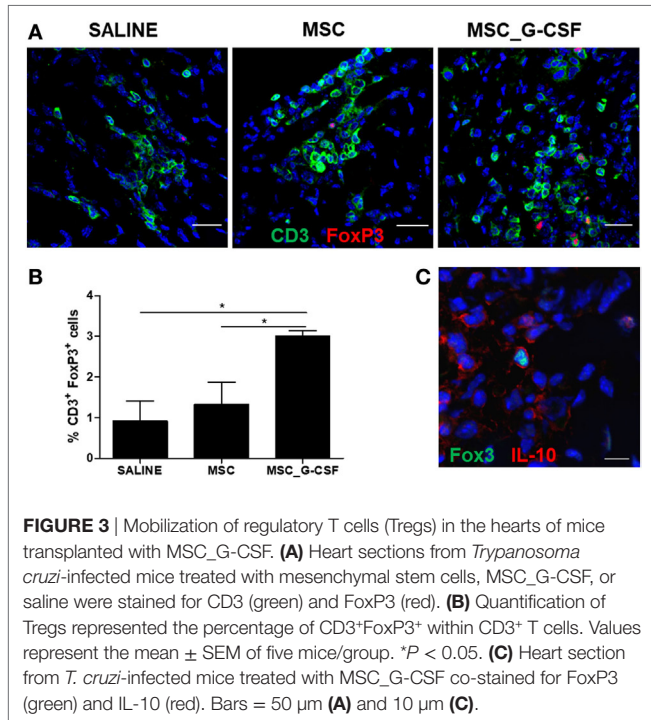 A
SALINE
MSC
MSC_G-CSF
CD3 FoxP3
B
% CD3+ FoxP3+ cells
4
3
2
1
0
*
*
SALINE
MSC
MSC_G-CSF
C
Fox3 IL-10
FIGURE 3 | Mobilization of regulatory T cells (Tregs) in the hearts of mice
transplanted with MSC_G-CSF. (A) Heart sections from Trypanosoma
cruzi-infected mice treated with mesenchymal stem cells, MSC_G-CSF, or
saline were stained for CD3 (green) and FoxP3 (red). (B) Quantification of
Tregs represented the percentage of CD3+FoxP3+ within CD3+ T cells. Values
represent the mean ± SEM of five mice/group. *P < 0.05. (C) Heart section
from T. cruzi-infected mice treated with MSC_G-CSF co-stained for FoxP3
(green) and IL-10 (red). Bars = 50 µm (A) and 10 µm (C).